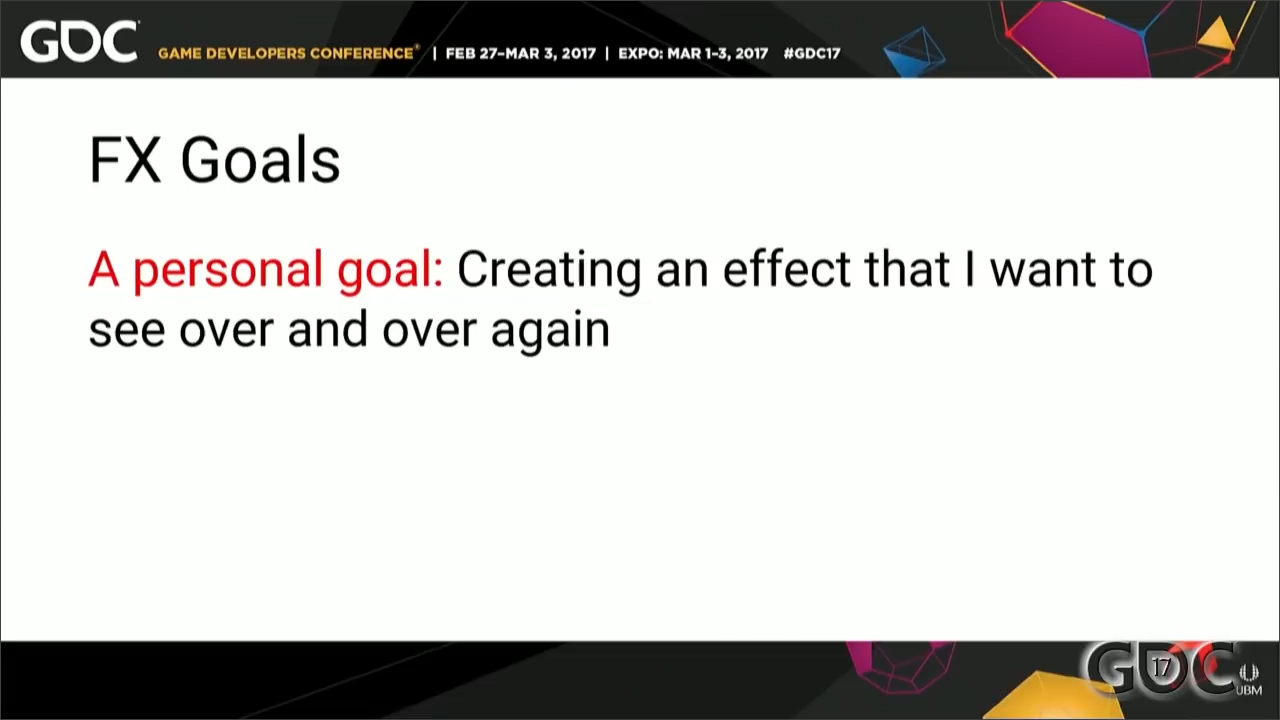 GDC GAME DEVELOPERS CONFERENCE® | FEB 27–MAR 3, 2017 | EXPO: MAR 1–3, 2017 #GDC17
FX Goals
A personal goal: Creating an effect that I want to
see over and over again
GDC 17
UBM